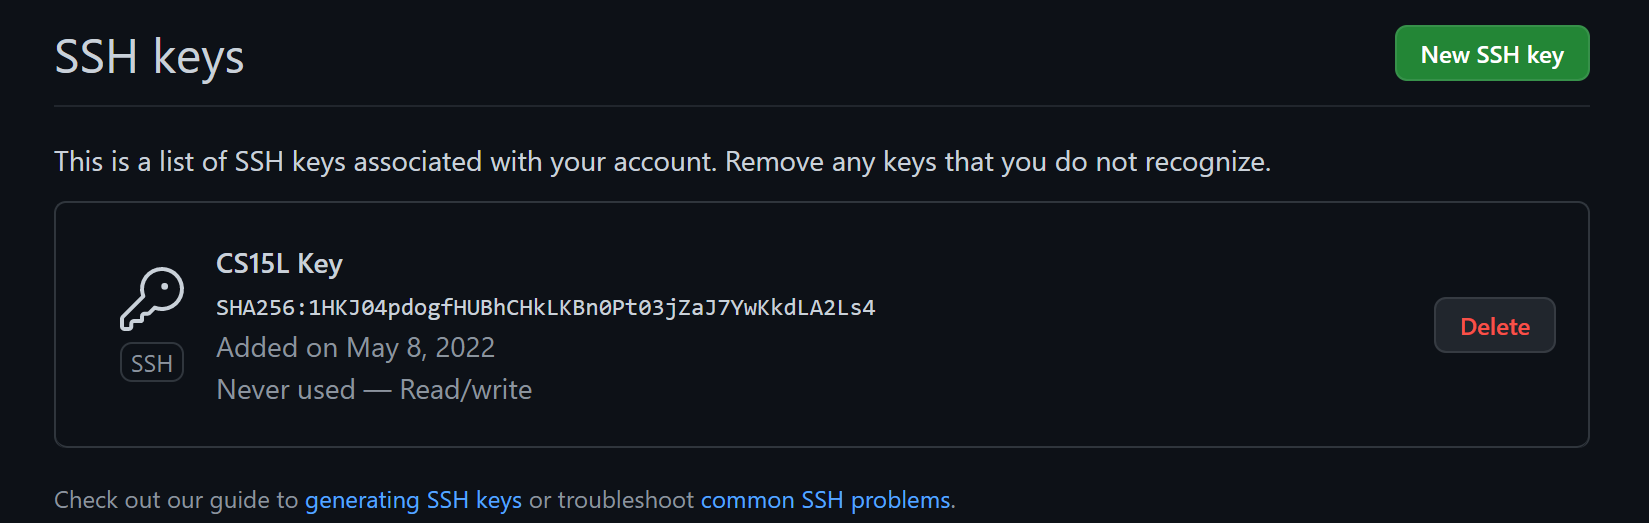 SSH keys
New SSH key
This is a list of SSH keys associated with your account. Remove any keys that you do not recognize.
CS15L Key
SHA256:1HKJ04pdogfHUBhCHkLKBn0Pt03jZaJ7YwKkdLA2Ls4
Added on May 8, 2022
Never used — Read/write
SSH
Delete
Check out our guide to generating SSH keys or troubleshoot common SSH problems.